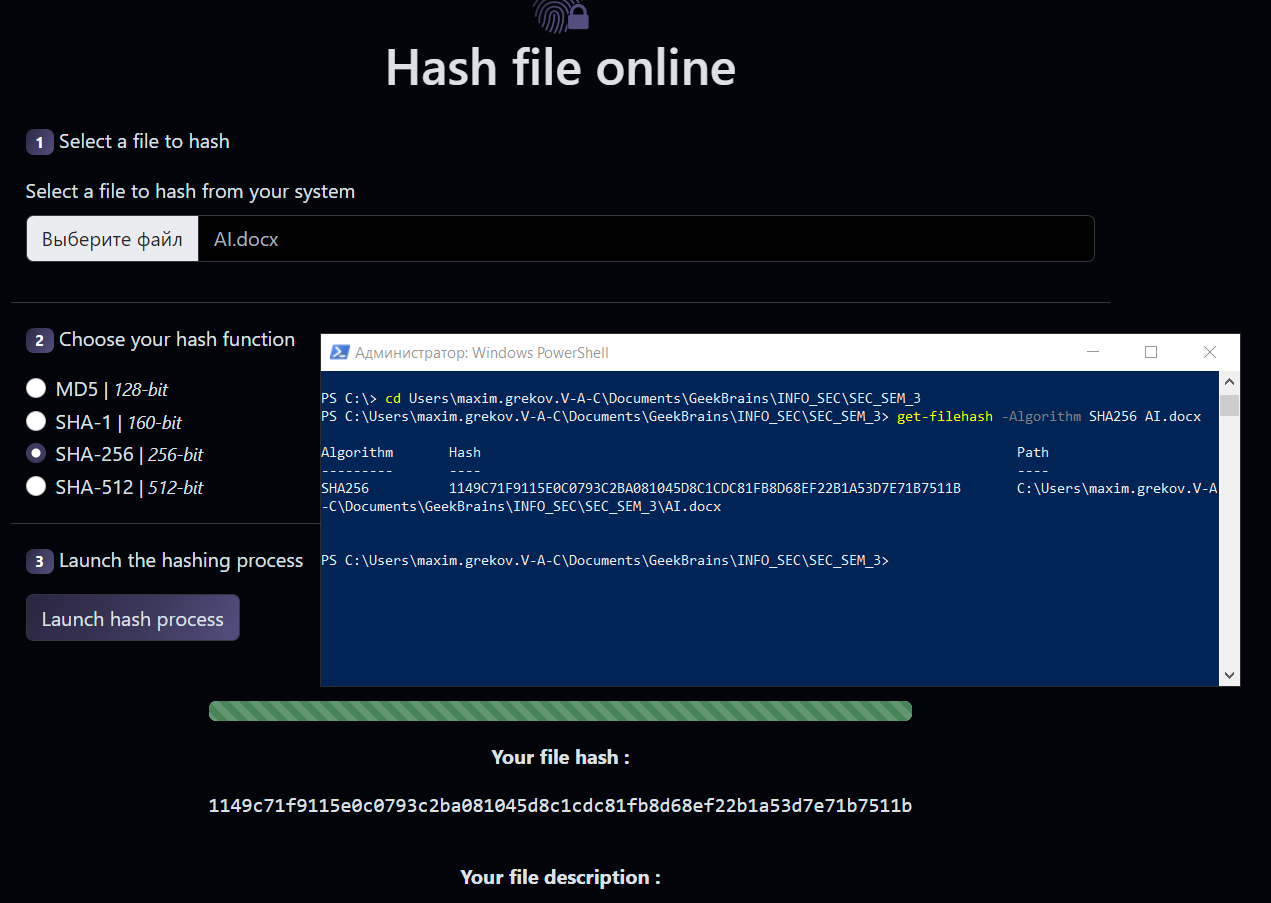 Hash file online
1 Select a file to hash
Select a file to hash from your system
Выберите файл AI.docx
2 Choose your hash function
MD5 | 128-bit
SHA-1 | 160-bit
SHA-256 | 256-bit
SHA-512 | 512-bit
3 Launch the hashing process
Launch hash process
Администратор: Windows PowerShell
PS C:\> cd Users\maxim.grekov.V-A-C\Documents\GeekBrains\INFO_SEC\SEC_SEM_3
PS C:\Users\maxim.grekov.V-A-C\Documents\GeekBrains\INFO_SEC\SEC_SEM_3> get-filehash -Algorithm SHA256 AI.docx
Algorithm Hash Path
--------- ---- ----
SHA256 1149C71F9115E0C0793C2BA081045D8C1CDC81FB8D68EF22B1A53D7E71B7511B C:\Users\maxim.grekov.V-A
-C\Documents\GeekBrains\INFO_SEC\SEC_SEM_3\AI.docx
PS C:\Users\maxim.grekov.V-A-C\Documents\GeekBrains\INFO_SEC\SEC_SEM_3>
Your file hash :
1149c71f9115e0c0793c2ba081045d8c1cdc81fb8d68ef22b1a53d7e71b7511b
Your file description :